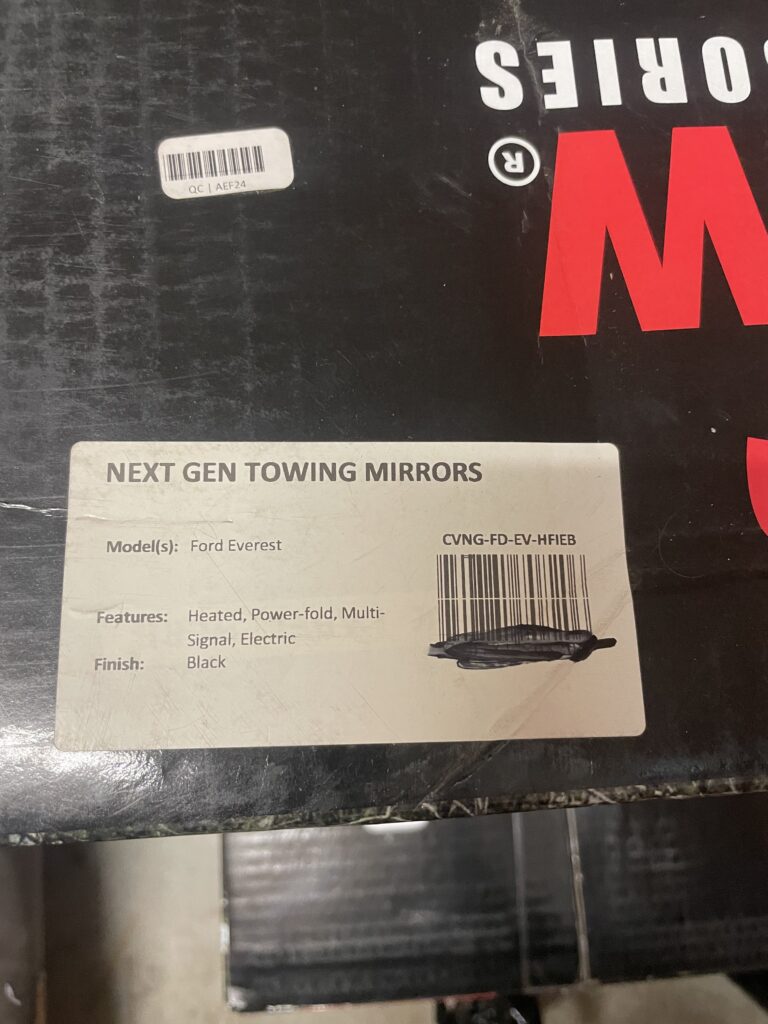 SORIES
®
W
QC | AEF24
NEXT GEN TOWING MIRRORS
Model(s): Ford Everest
CVNG-FD-EV-HFIEB
Features: Heated, Power-fold, Multi-
Signal, Electric
Finish: Black